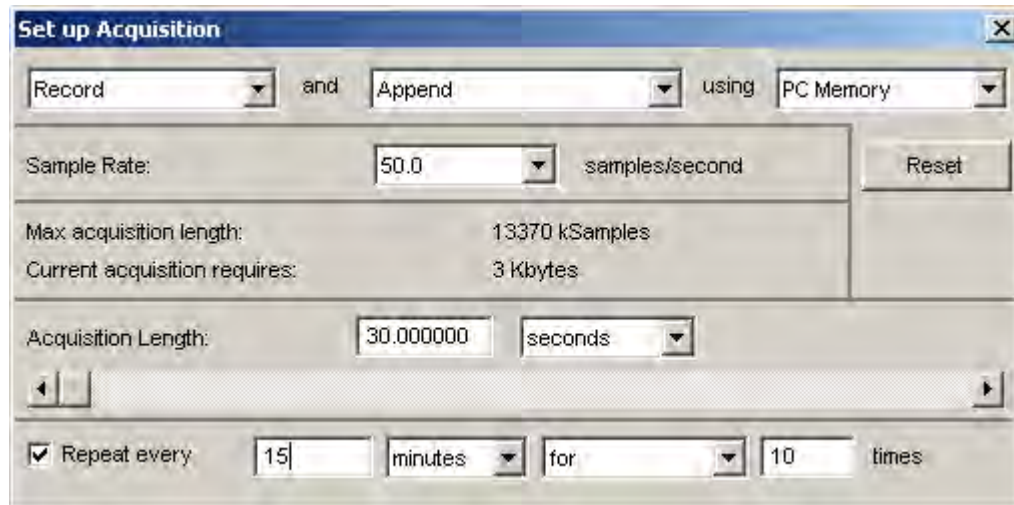 Set up Acquisition
Record and Append using PC Memory
Sample Rate: 50.0 samples/second Reset
Max acquisition length: 13370 kSamples
Current acquisition requires: 3 Kbytes
Acquisition Length: 30.000000 seconds
Repeat every 15 minutes for 10 times